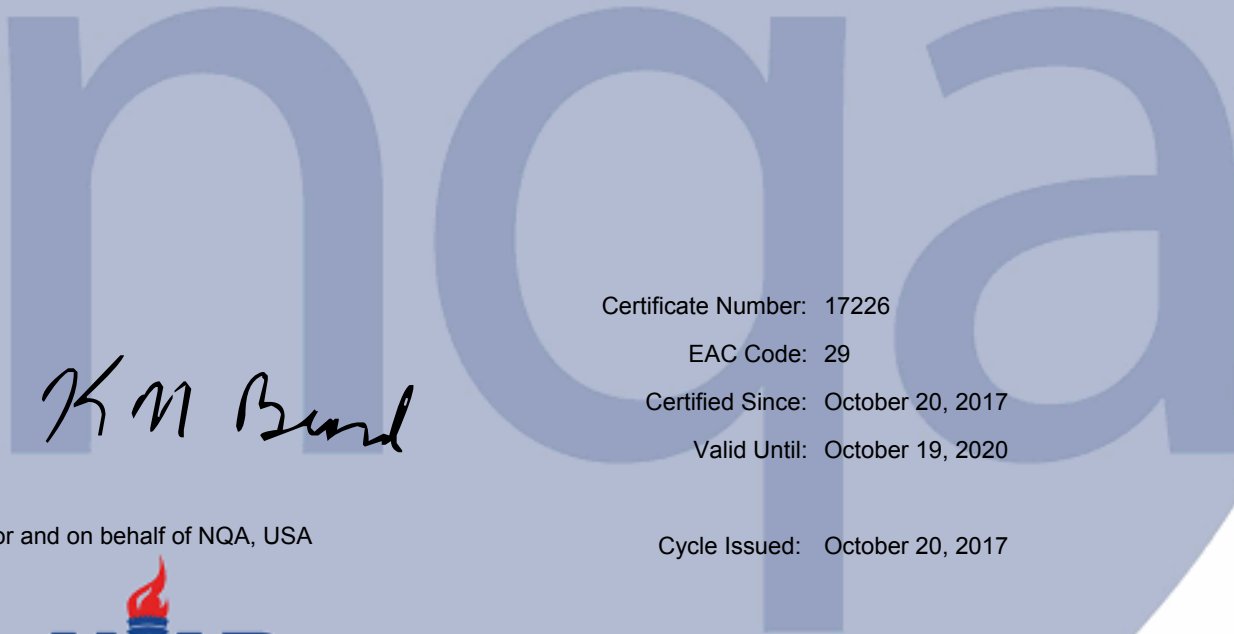 nqa
Certificate Number: 17226
EAC Code: 29
Certified Since: October 20, 2017
K M Beard
Valid Until: October 19, 2020
or and on behalf of NQA, USA
Cycle Issued: October 20, 2017